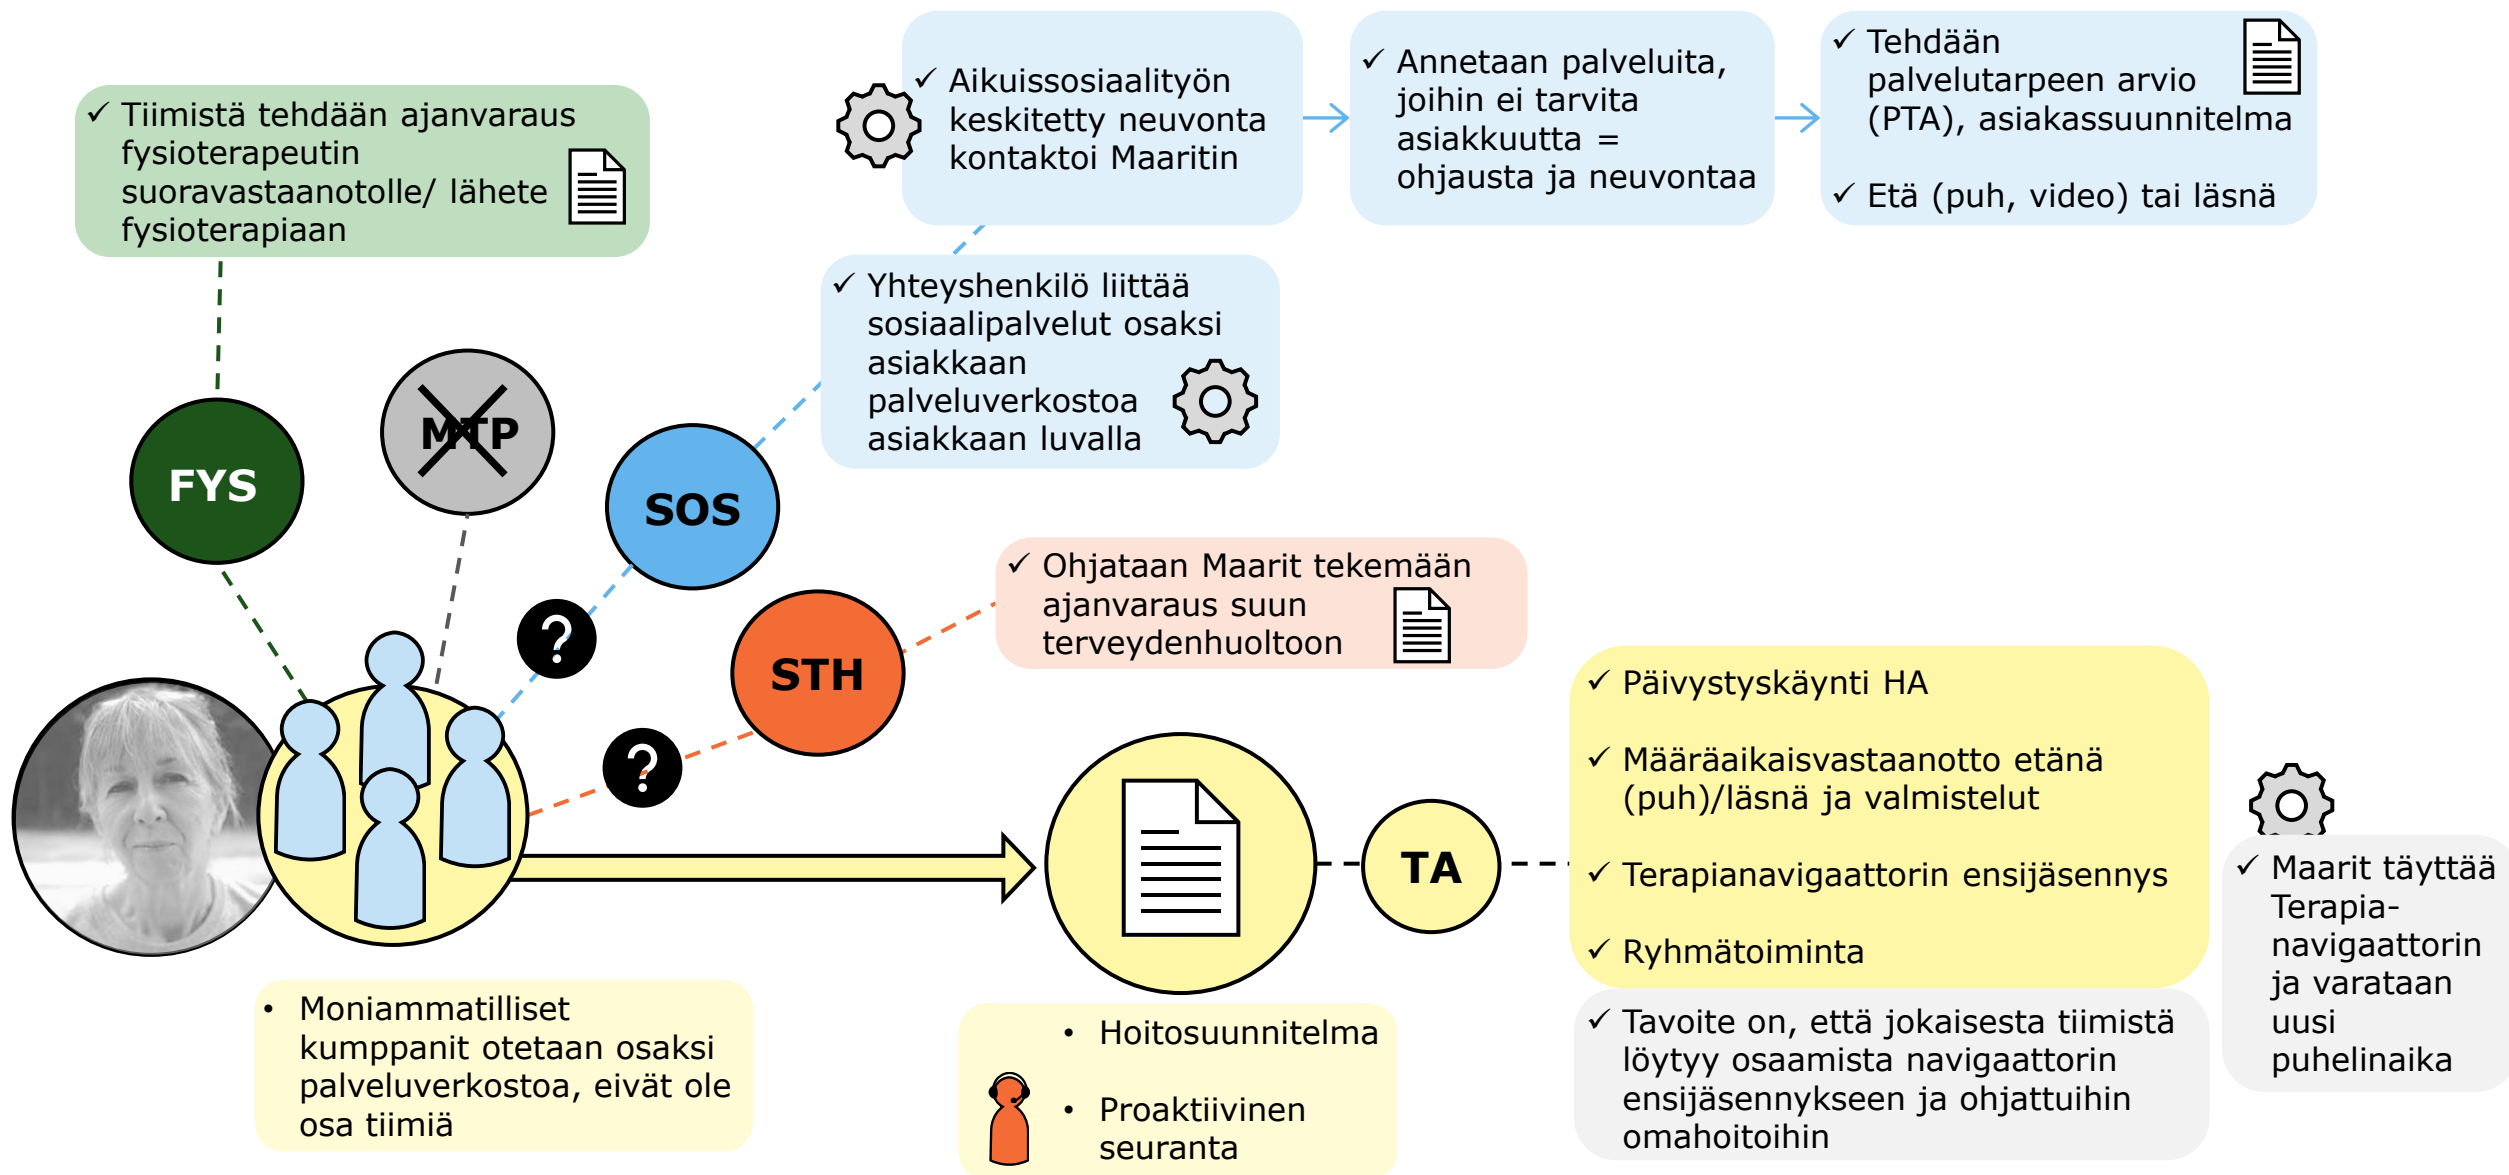 ✓ Tiimistä tehdään ajanvaraus
fysioterapeutin
suoravastaanotolle/ lähete
fysioterapiaan
✓ Aikuissosiaalityön
keskitetty neuvonta
kontaktoi Maaritin
✓ Annetaan palveluita,
joihin ei tarvita
asiakkuutta =
ohjausta ja neuvontaa
✓ Tehdään
palvelutarpeen arvio
(PTA), asiakassuunnitelma
✓ Etä (puh, video) tai läsnä
✓ Yhteyshenkilö liittää
sosiaalipalvelut osaksi
asiakkaan
palveluverkostoa
asiakkaan luvalla
FYS
MTP
SOS
?
STH
?
✓ Ohjataan Maarit tekemään
ajanvaraus suun
terveydenhuoltoon
TA
✓ Päivystyskäynti HA
✓ Määräaikaisvastaanotto etänä
(puh)/läsnä ja valmistelut
✓ Terapianavigaattorin ensijäsennys
✓ Ryhmätoiminta
✓ Maarit täyttää
Terapia-
navigaattorin
ja varataan
uusi
puhelinaika
• Moniammatilliset
kumppanit otetaan osaksi
palveluverkostoa, eivät ole
osa tiimiä
• Hoitosuunnitelma
• Proaktiivinen
seuranta
✓ Tavoite on, että jokaisesta tiimistä
löytyy osaamista navigaattorin
ensijäsennykseen ja ohjattuihin
omahoitoihin